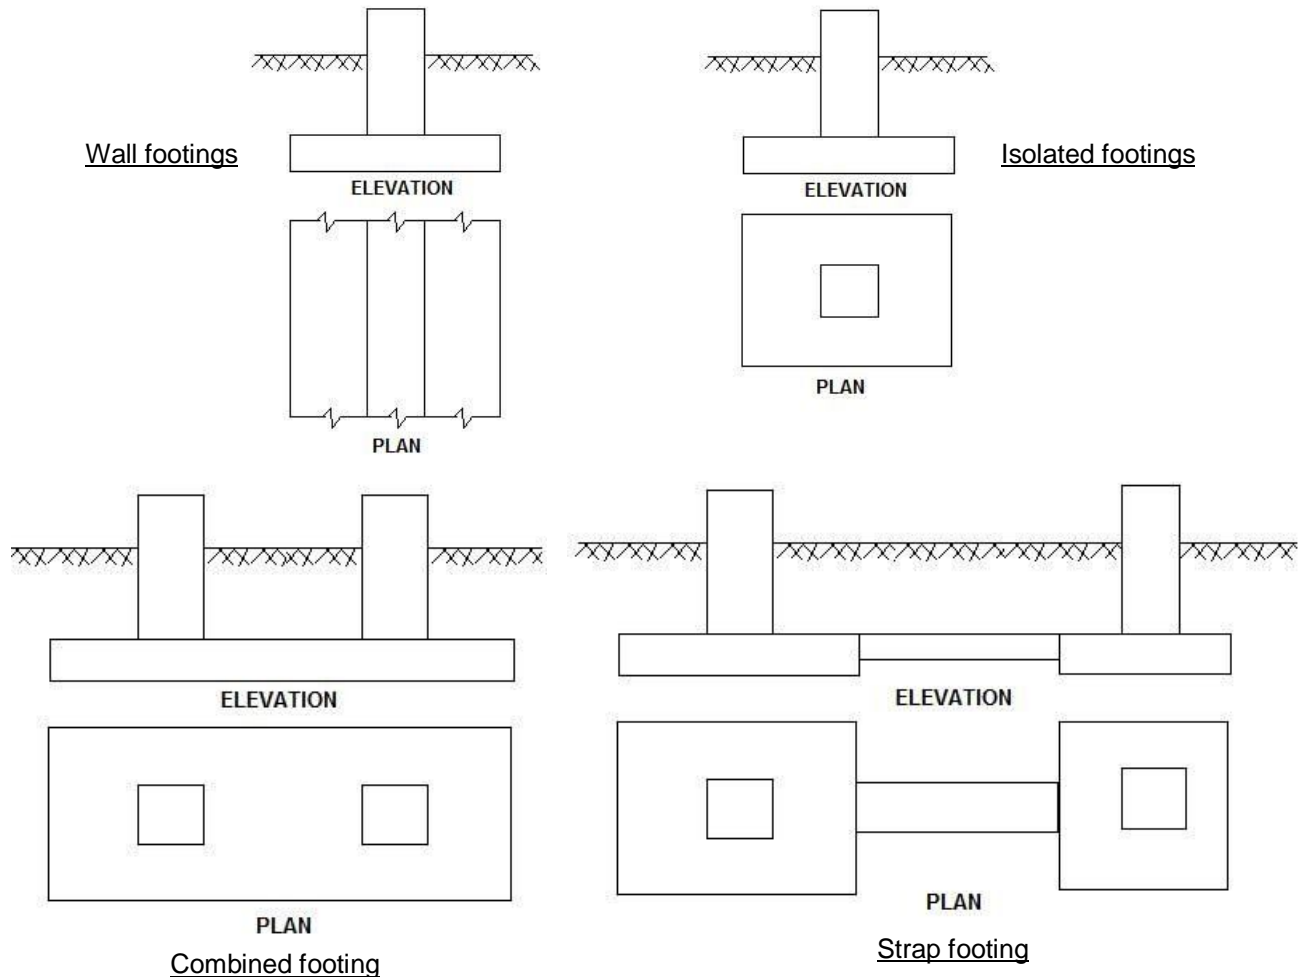 Wall footings
ELEVATION
PLAN
Isolated footings
ELEVATION
PLAN
ELEVATION
PLAN
Combined footing
ELEVATION
PLAN
Strap footing